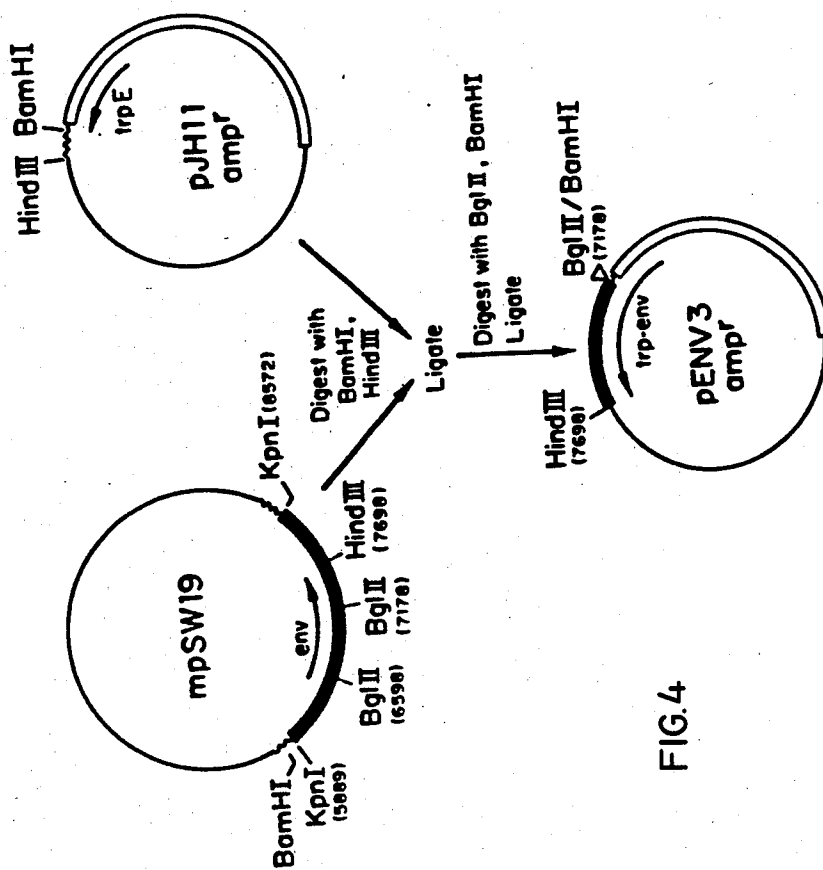 mpSW19
env
BamHI
KpnI
(5889)
BglII
(6598)
BglII
(7178)
HindIII
(7698)
KpnI(8572)
HindIII BamHI
trpE
pJH11
ampʳ
Digest with
BamHI,
HindIII
Ligate
Digest with BglII, BamHI
Ligate
HindIII
(7698)
BglII/BamHI
(7178)
trp-env
pENV3
ampʳ
FIG.4